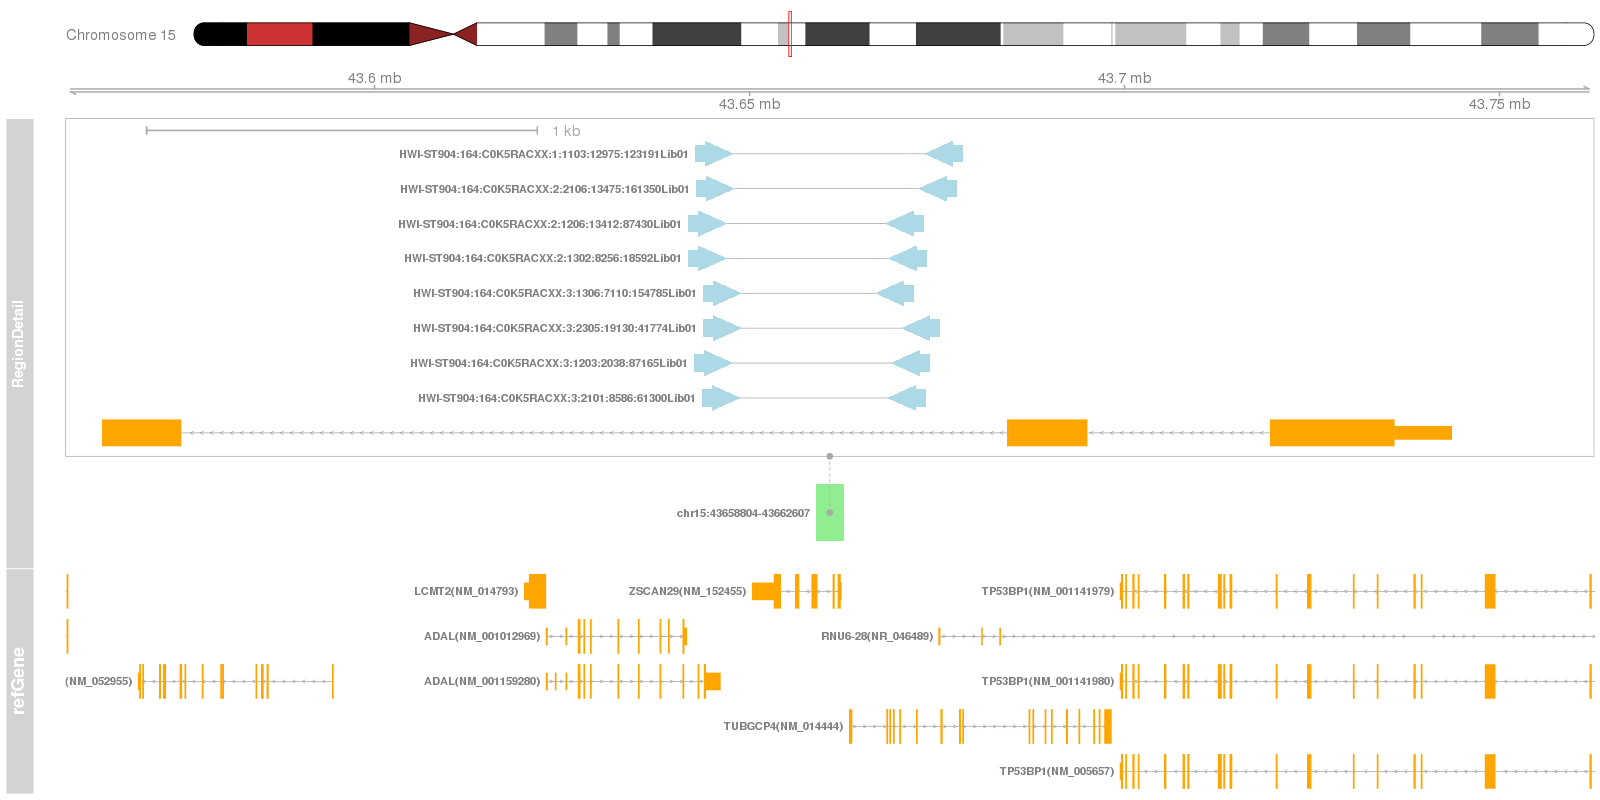 Chromosome 15
43.6 mb
43.7 mb
43.65 mb
43.75 mb
RegionDetail
1 kb
HWI-ST904:164:C0K5RACXX:1:1103:12975:123191Lib01
HWI-ST904:164:C0K5RACXX:2:2106:13475:161350Lib01
HWI-ST904:164:C0K5RACXX:2:1206:13412:87430Lib01
HWI-ST904:164:C0K5RACXX:2:1302:8256:18592Lib01
HWI-ST904:164:C0K5RACXX:3:1306:7110:154785Lib01
HWI-ST904:164:C0K5RACXX:3:2305:19130:41774Lib01
HWI-ST904:164:C0K5RACXX:3:1203:2038:87165Lib01
HWI-ST904:164:C0K5RACXX:3:2101:8586:61300Lib01
chr15:43658804-43662607
refGene
LCMT2(NM_014793)
ZSCAN29(NM_152455)
TP53BP1(NM_001141979)
ADAL(NM_001012969)
RNU6-28(NR_046489)
(NM_052955)
ADAL(NM_001159280)
TP53BP1(NM_001141980)
TUBGCP4(NM_014444)
TP53BP1(NM_005657)